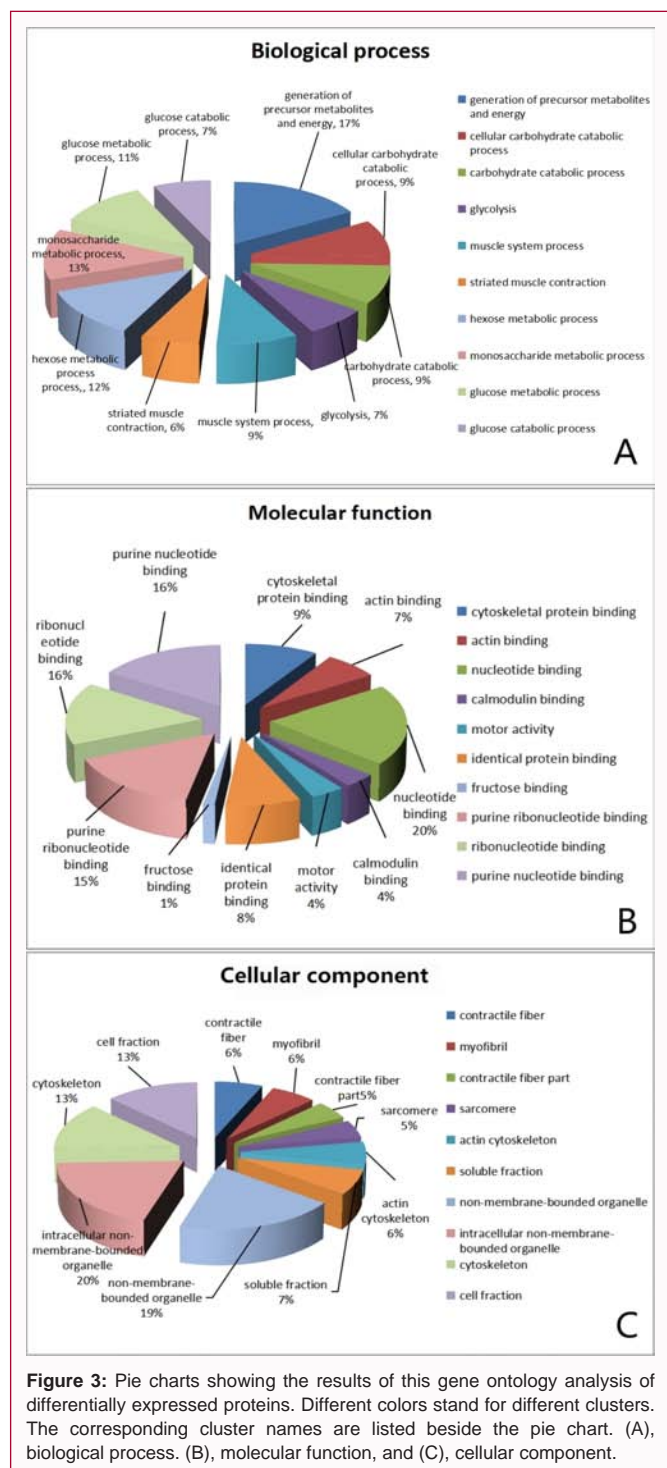 Biological process
generation of
precursor metabolites
and energy, 17%
glucose catabolic
process, 7%
glucose metabolic
process, 11%
cellular carbohydrate
catabolic
process, 9%
monosaccharide
metabolic process,
13%
hexose metabolic
process
process,, 12%
striated muscle
contraction, 6%
muscle system process,
9%
glycolysis, 7%
carbohydrate catabolic
process, 9%
generation of precursor metabolites
and energy
cellular carbohydrate catabolic
process
carbohydrate catabolic process
glycolysis
muscle system process
striated muscle contraction
hexose metabolic process
monosaccharide metabolic process
glucose metabolic process
glucose catabolic process
A
Molecular function
purine nucleotide
binding
16%
cytoskeletal
protein binding
9%
actin binding
7%
ribonucl
eotide
binding
16%
nucleotide
binding
20%
purine
ribonucleotide
binding
15%
fructose
binding
1%
identical
protein
binding
8%
motor
activity
4%
calmodulin
binding
4%
cytoskeletal protein binding
actin binding
nucleotide binding
calmodulin binding
motor activity
identical protein binding
fructose binding
purine ribonucleotide binding
ribonucleotide binding
purine nucleotide binding
B
Cellular component
cell fraction
13%
contractile
fiber
6%
myofibril
6%
contractile fiber
part5%
sarcomere
5%
cytoskeleton
13%
actin
cytoskeleton
6%
intracellular non-
membrane-bounded
organelle
20%
non-membrane-
bounded organelle
19%
soluble fraction
7%
contractile fiber
myofibril
contractile fiber part
sarcomere
actin cytoskeleton
soluble fraction
non-membrane-bounded organelle
intracellular non-membrane-
bounded organelle
cytoskeleton
cell fraction
C
Figure 3: Pie charts showing the results of this gene ontology analysis of
differentially expressed proteins. Different colors stand for different clusters.
The corresponding cluster names are listed beside the pie chart. (A),
biological process. (B), molecular function, and (C), cellular component.